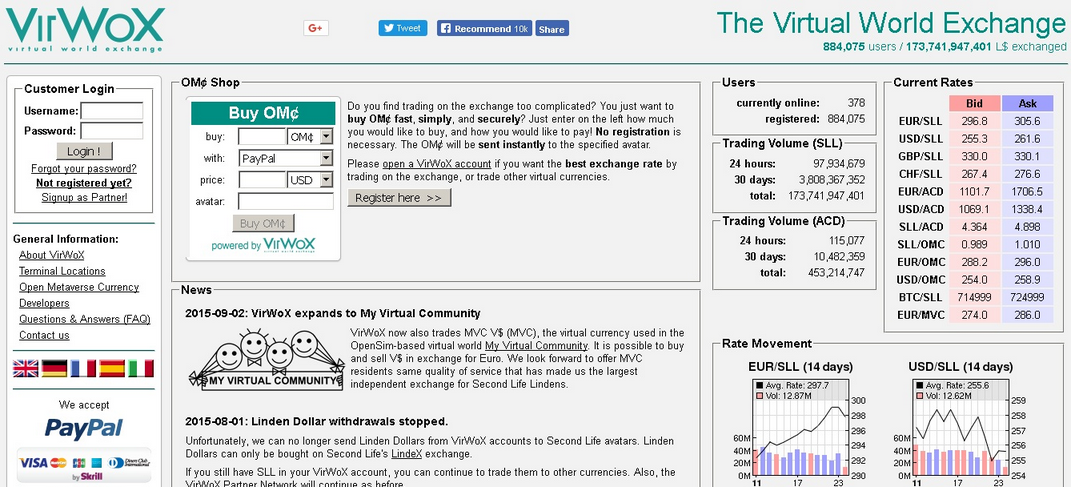 VirWoX
virtual world exchange
G+
Tweet
Recommend 10k
Share
The Virtual World Exchange
884,075 users / 173,741,947,401 L$ exchanged
Customer Login
Username:
Password:
Login !
Forgot your password?
Not registered yet?
Signup as Partner!
General Information:
About VirWoX
Terminal Locations
Open Metaverse Currency
Developers
Questions & Answers (FAQ)
Contact us
We accept
PayPal
VISA
Diners Club
by Skrill
OM¢ Shop
Buy OM¢
buy: OM¢
with: PayPal
price: USD
avatar:
Buy OM¢
powered by VirWoX
Do you find trading on the exchange too complicated? You just want to
buy OM¢ fast, simply, and securely? Just enter on the left how much
you would like to buy, and how you would like to pay! No registration is
necessary. The OM¢ will be sent instantly to the specified avatar.
Please open a VirWoX account if you want the best exchange rate by
trading on the exchange, or trade other virtual currencies.
Register here >>
News
2015-09-02: VirWoX expands to My Virtual Community
MY VIRTUAL COMMUNITY
VirWoX now also trades MVC V$ (MVC), the virtual currency used in the
OpenSim-based virtual world My Virtual Community. It is possible to buy
and sell V$ in exchange for Euro. We look forward to offer MVC
residents same quality of service that has made us the largest
independent exchange for Second Life Lindens.
2015-08-01: Linden Dollar withdrawals stopped.
Unfortunately, we can no longer send Linden Dollars from VirWoX accounts to Second Life avatars. Linden
Dollars can only be bought on Second Life's LindeX exchange.
If you still have SLL in your VirWoX account, you can continue to trade them to other currencies. Also, the
VirWoX Partner Network will continue as before.
Users
currently online: 378
registered: 884,075
Trading Volume (SLL)
24 hours: 97,934,679
30 days: 3,808,367,352
total: 173,741,947,401
Trading Volume (ACD)
24 hours: 115,077
30 days: 10,482,359
total: 453,214,747
Current Rates
Bid Ask
EUR/SLL 296.8 305.6
USD/SLL 255.3 261.6
GBP/SLL 330.0 330.1
CHF/SLL 267.4 276.6
EUR/ACD 1101.7 1706.5
USD/ACD 1069.1 1338.4
SLL/ACD 4.364 4.898
SLL/OMC 0.989 1.010
EUR/OMC 288.2 296.0
USD/OMC 254.0 258.9
BTC/SLL 714999 724999
EUR/MVC 274.0 286.0
Rate Movement
EUR/SLL (14 days)
Avg. Rate: 297.7
Vol: 12.87M
300
298
296
294
292
290
60M
40M
20M
0M
11 17 23
USD/SLL (14 days)
Avg. Rate: 255.6
Vol: 12.62M
259
258
257
256
255
254
60M
40M
20M
0M
11 17 23